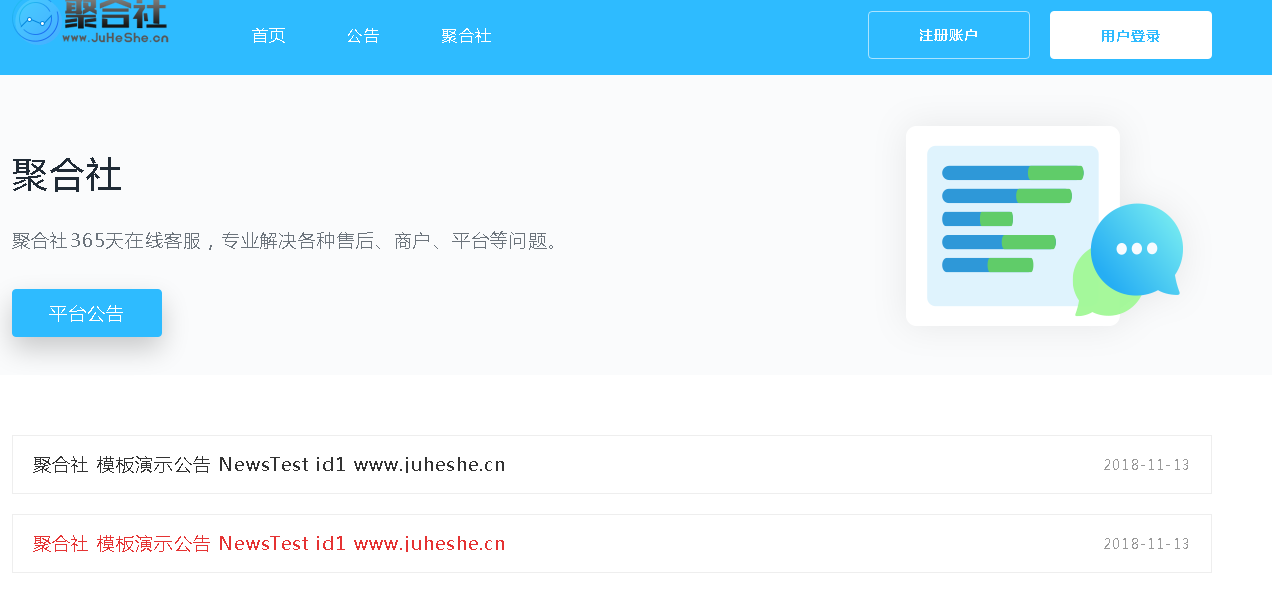 聚合社
www.JuHeShe.cn
首页 公告 聚合社 注册账户 用户登录
聚合社
聚合社365天在线客服，专业解决各种售后、商户、平台等问题。
平台公告
聚合社 模板演示公告 NewsTest id1 www.juheshe.cn 2018-11-13
聚合社 模板演示公告 NewsTest id1 www.juheshe.cn 2018-11-13